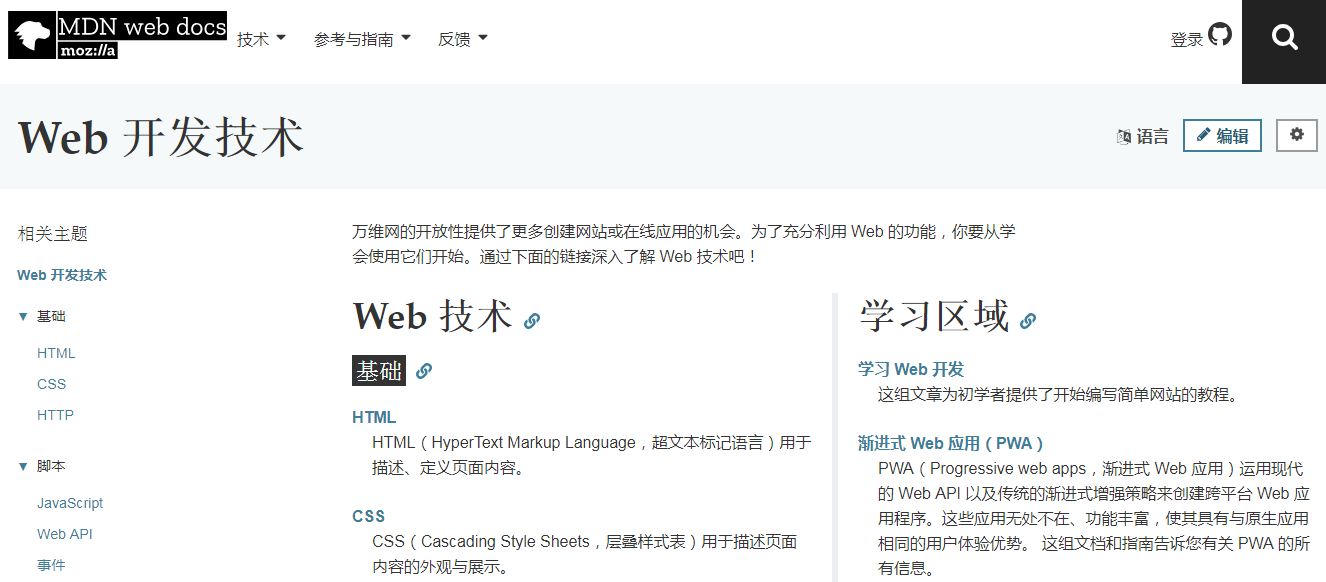 MDN web docs
moz://a
技术 参考与指南 反馈 登录
Web 开发技术
语言 编辑
相关主题
Web 开发技术
基础
HTML
CSS
HTTP
脚本
JavaScript
Web API
事件
万维网的开放性提供了更多创建网站或在线应用的机会。为了充分利用 Web 的功能，你要从学
会使用它们开始。通过下面的链接深入了解 Web 技术吧！
Web 技术
基础
HTML
HTML（HyperText Markup Language，超文本标记语言）用于
描述、定义页面内容。
CSS
CSS（Cascading Style Sheets，层叠样式表）用于描述页面
内容的外观与展示。
学习区域
学习 Web 开发
这组文章为初学者提供了开始编写简单网站的教程。
渐进式 Web 应用（PWA）
PWA（Progressive web apps，渐进式 Web 应用）运用现代
的 Web API 以及传统的渐进式增强策略来创建跨平台 Web 应
用程序。这些应用无处不在、功能丰富，使其具有与原生应用
相同的用户体验优势。 这组文档和指南告诉您有关 PWA 的所
有信息。